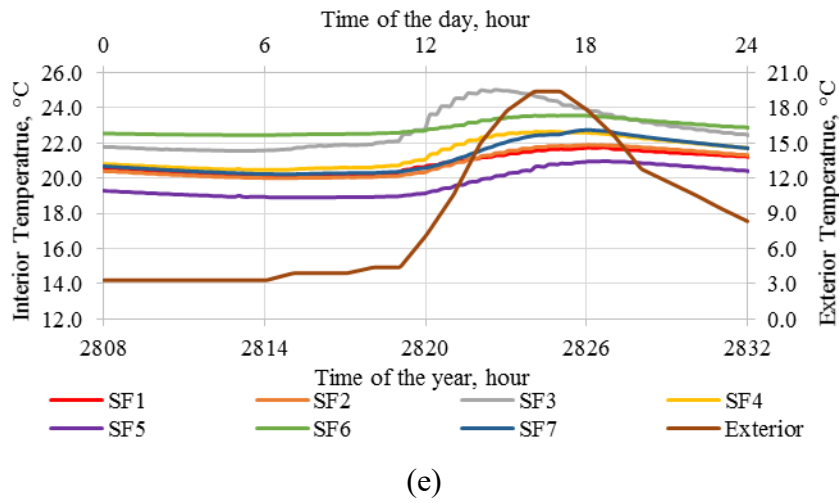 Time of the day, hour
0 6 12 18 24
26.0 21.0
24.0 18.0
22.0 15.0
20.0 12.0
18.0 9.0
16.0 6.0
14.0 3.0
12.0 0.0
Interior Temperatrue, °C
Exterior Temperature, °C
2808 2814 2820 2826 2832
Time of the year, hour
SF1 SF2 SF3 SF4
SF5 SF6 SF7 Exterior
(e)